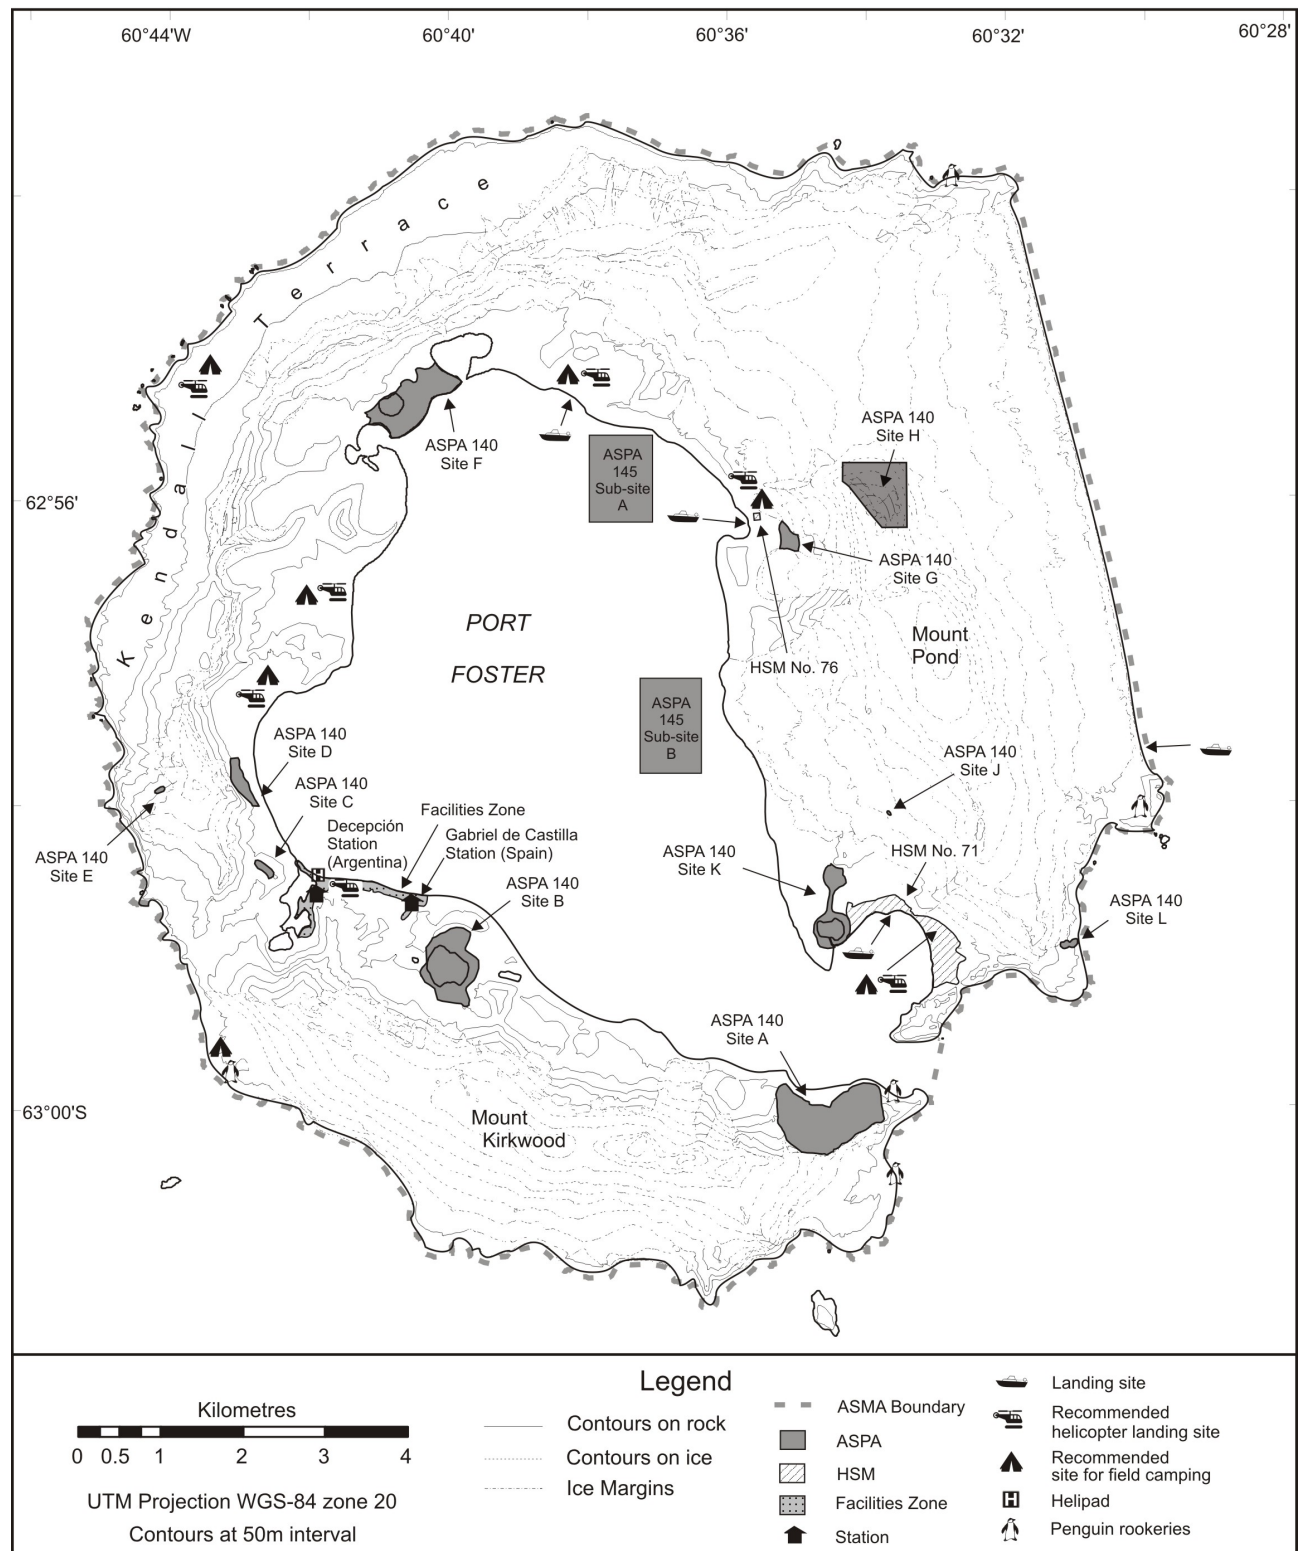 60°44'W
60°40'
60°36'
60°32'
60°28'
Kendall Terrace
ASPA 140
Site F
ASPA
145
Sub-site
A
ASPA 140
Site H
62°56'
ASPA 140
Site G
PORT
FOSTER
Mount
Pond
HSM No. 76
ASPA
145
Sub-site
B
ASPA 140
Site D
ASPA 140
Site J
ASPA 140
Site C
Facilities Zone
Decepción
Station
(Argentina)
Gabriel de Castilla
Station (Spain)
ASPA 140
Site E
ASPA 140
Site K
HSM No. 71
ASPA 140
Site B
ASPA 140
Site L
H
ASPA 140
Site A
63°00'S
Mount
Kirkwood
Legend
Kilometres
0 0.5 1 2 3 4
UTM Projection WGS-84 zone 20
Contours at 50m interval
Contours on rock
Contours on ice
Ice Margins
ASMA Boundary
ASPA
HSM
Facilities Zone
Station
Landing site
Recommended
helicopter landing site
Recommended
site for field camping
H
Helipad
Penguin rookeries